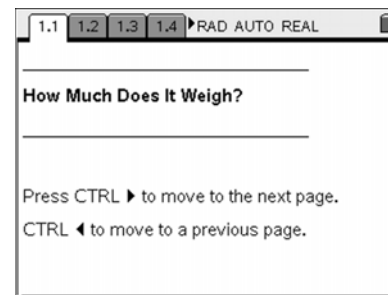 1.1 1.2 1.3 1.4 ▶RAD AUTO REAL
How Much Does It Weigh?
Press CTRL ▶ to move to the next page.
CTRL ◀ to move to a previous page.